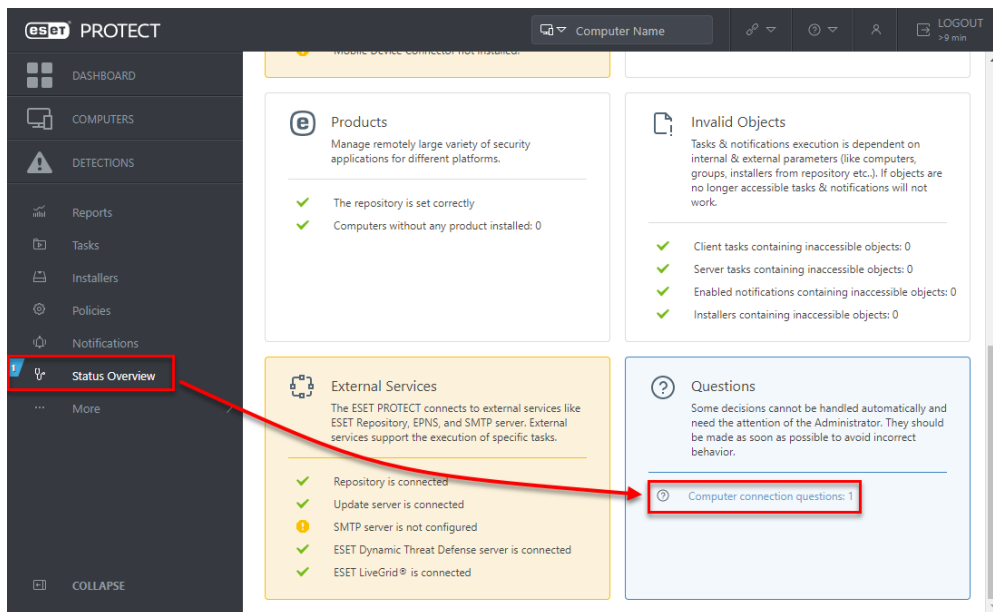 eset PROTECT
Computer Name
LOGOUT
>9 min
DASHBOARD
COMPUTERS
DETECTIONS
Reports
Tasks
Installers
Policies
Notifications
1
Status Overview
More
COLLAPSE
Mobile Device Connector not installed.
Products
Manage remotely large variety of security
applications for different platforms.
The repository is set correctly
Computers without any product installed: 0
Invalid Objects
Tasks & notifications execution is dependent on
internal & external parameters (like computers,
groups, installers from repository etc..). If objects are
no longer accessible tasks & notifications will not
work.
Client tasks containing inaccessible objects: 0
Server tasks containing inaccessible objects: 0
Enabled notifications containing inaccessible objects: 0
Installers containing inaccessible objects: 0
External Services
The ESET PROTECT connects to external services like
ESET Repository, EPNS, and SMTP server. External
services support the execution of specific tasks.
Repository is connected
Update server is connected
SMTP server is not configured
ESET Dynamic Threat Defense server is connected
ESET LiveGrid® is connected
Questions
Some decisions cannot be handled automatically and
need the attention of the Administrator. They should
be made as soon as possible to avoid incorrect
behavior.
Computer connection questions: 1